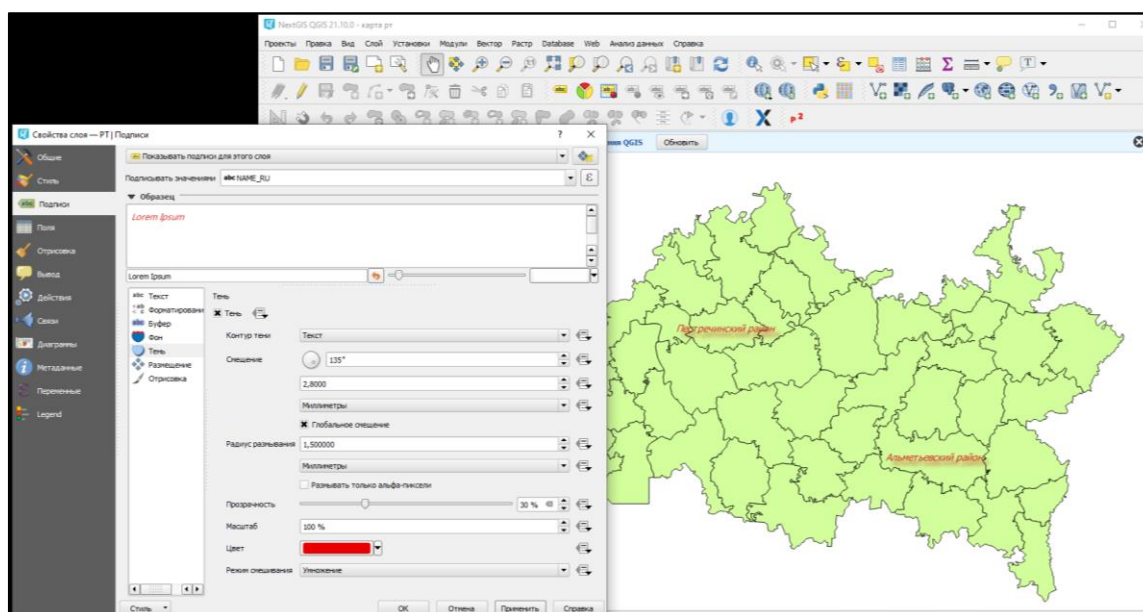 NextGIS QGIS 21.10.0 - карта рт
Проекты Правка Вид Слой Установки Модули Вектор Растр Database Web Анализ данных Справка
QGIS Обновить
Свойства слоя — РТ | Подписи
Общие
Стиль
Подписи
Поля
Отрисовка
Вывод
Действия
Связи
Диаграммы
Метаданные
Переменные
Legend
Показывать подписи для этого слоя
Подписывать значениями abc NAME_RU
Образец
Lorem Ipsum
Lorem Ipsum
Текст
Форматировани
Буфер
Фон
Тень
Размещение
Отрисовка
Тень
Тень
Контур тени Текст
Смещение 135°
2,8000
Миллиметры
Глобальное смещение
Радиус размывания 1,500000
Миллиметры
Размывать только альфа-пиксели
Прозрачность 30 %
Масштаб 100 %
Цвет
Режим смешивания Умножение
Стиль OK Отмена Применить Справка
Пестречинский район
Альметьевский район